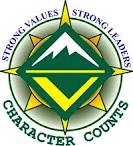 STRONG VALUES
STRONG LEADERS
CHARACTER COUNTS